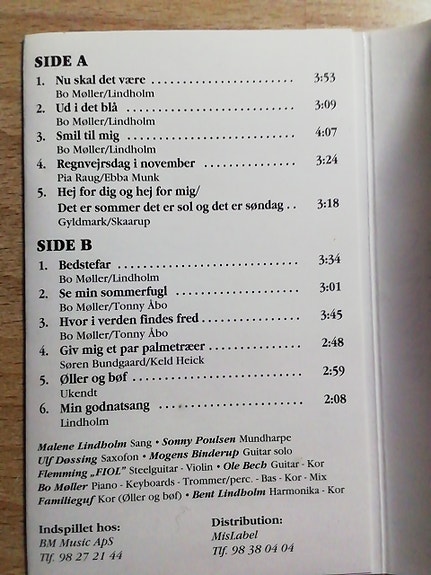 SIDE A
1. Nu skal det være ........................ 3:53
Bo Møller/Lindholm
2. Ud i det blå ............................ 3:09
Bo Møller/Lindholm
3. Smil til mig ............................ 4:07
Bo Møller/Lindholm
4. Regnvejrsdag i november ............... 3:24
Pia Raug/Ebba Munk
5. Hej for dig og hej for mig/
Det er sommer det er sol og det er søndag .. 3:18
Gyldmark/Skaarup
SIDE B
1. Bedstefar ............................... 3:34
Bo Møller/Lindholm
2. Se min sommerfugl ..................... 3:01
Bo Møller/Tonny Åbo
3. Hvor i verden findes fred ............... 3:45
Bo Møller/Tonny Åbo
4. Giv mig et par palmetræer .............. 2:48
Søren Bundgaard/Keld Heick
5. Øller og bøf ............................ 2:59
Ukendt
6. Min godnatsang ........................ 2:08
Lindholm
Malene Lindholm Sang • Sonny Poulsen Mundharpe
Ulf Døssing Saxofon • Mogens Binderup Guitar solo
Flemming „FIOL" Steelguitar - Violin • Ole Bech Guitar - Kor
Bo Møller Piano - Keyboards - Trommer/perc. - Bas - Kor - Mix
Familieguf Kor (Øller og bøf) • Bent Lindholm Harmonika - Kor
Indspillet hos: Distribution:
BM Music ApS MisLabel
Tlf. 98 27 21 44 Tlf. 98 38 04 04